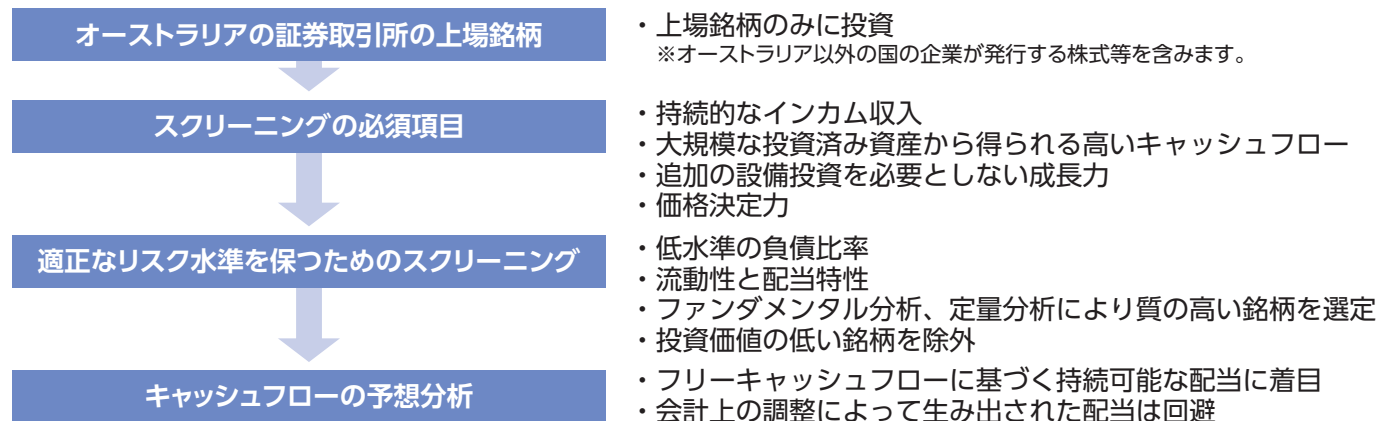 オーストラリアの証券取引所の上場銘柄
・上場銘柄のみに投資
※オーストラリア以外の国の企業が発行する株式等を含みます。
スクリーニングの必須項目
・持続的なインカム収入
・大規模な投資済み資産から得られる高いキャッシュフロー
・追加の設備投資を必要としない成長力
・価格決定力
適正なリスク水準を保つためのスクリーニング
・低水準の負債比率
・流動性と配当特性
・ファンダメンタル分析、定量分析により質の高い銘柄を選定
・投資価値の低い銘柄を除外
キャッシュフローの予想分析
・フリーキャッシュフローに基づく持続可能な配当に着目
・会計上の調整によって生み出された配当は回避